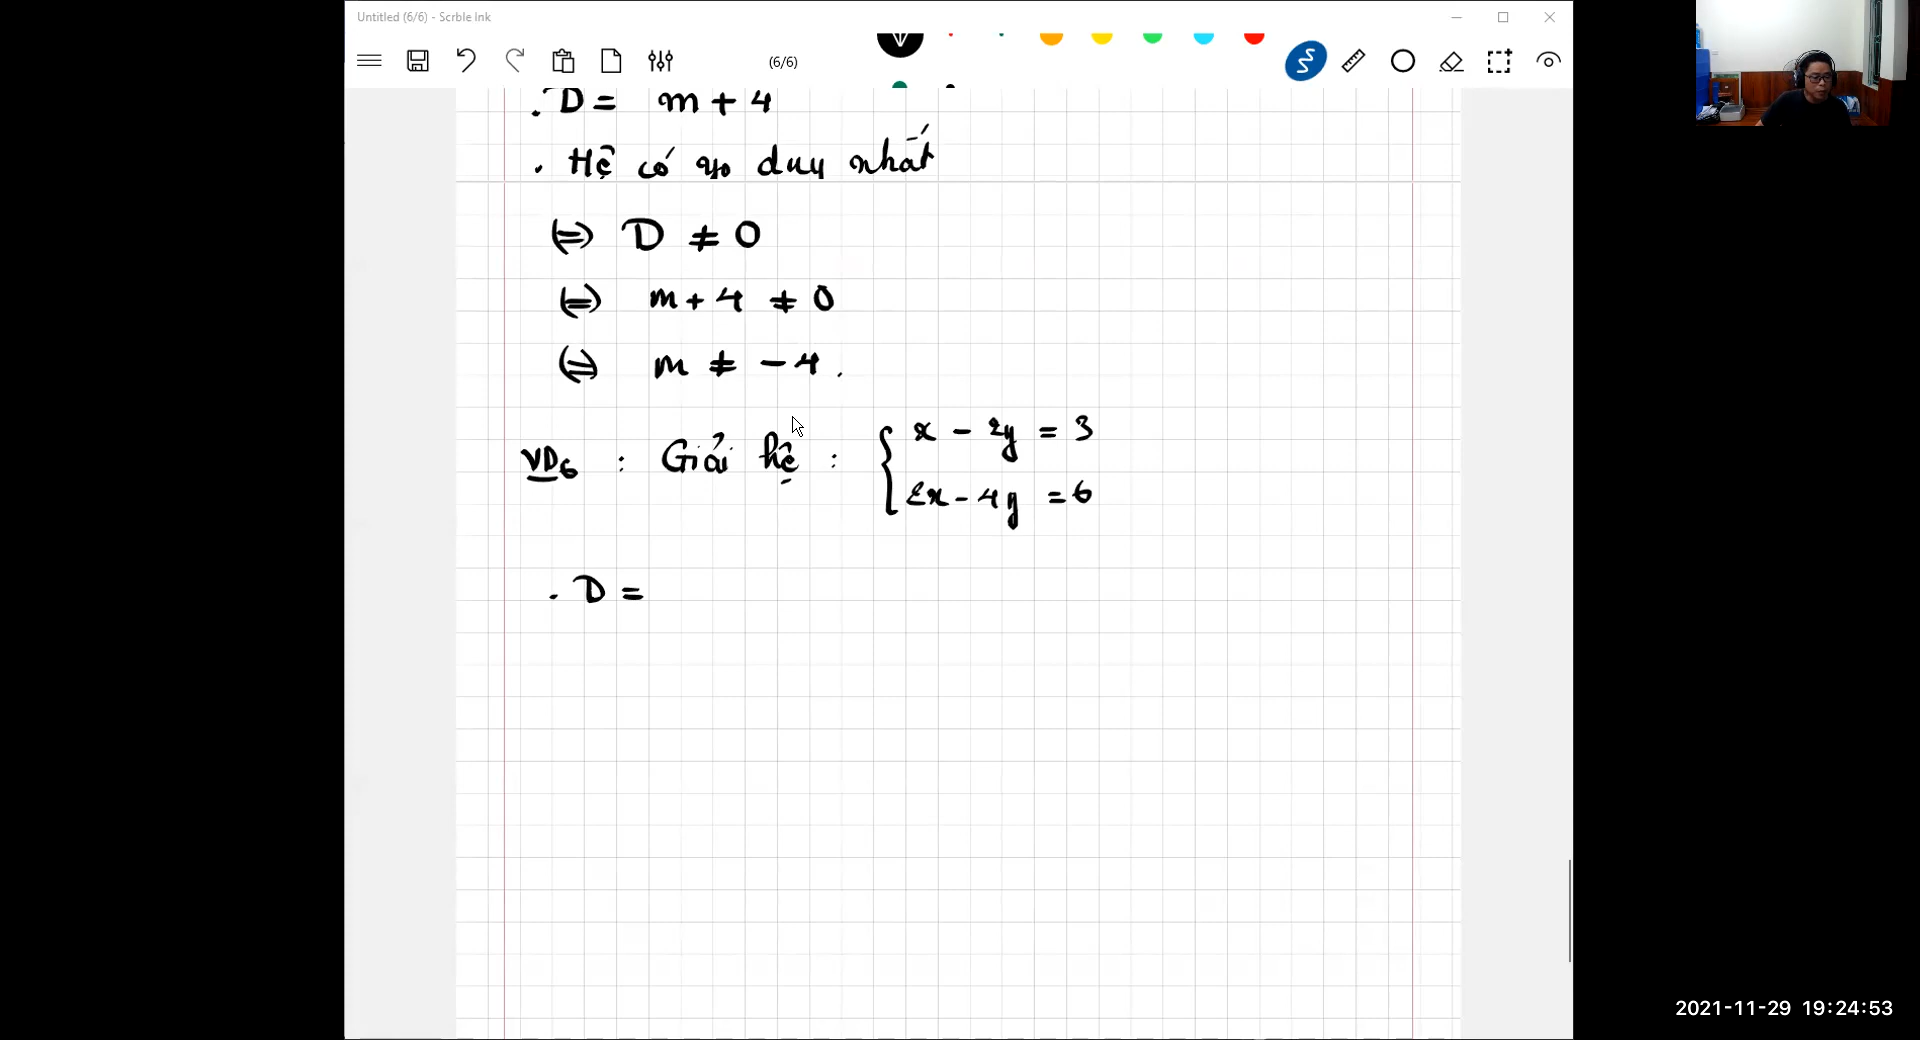 Untitled (6/6) - Scrble Ink
(6/6)
. D = m + 4
. Hệ có no duy nhất
⇔ D ≠ 0
⇔ m + 4 ≠ 0
⇔ m ≠ - 4 .
VD6 : Giải hệ : { x - 2y = 3
2x - 4y = 6
. D =
2021-11-29 19:24:53